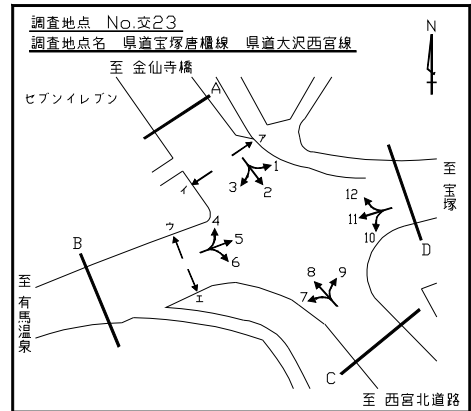 調査地点 No.交23
調査地点名 県道宝塚唐櫃線 県道大沢西宮線
至 金仙寺橋
N
セブンイレブン
A
ア
1
2
3
イ
至 宝塚
12
11
10
ウ
4
5
6
B
D
エ
8
9
7
至 有馬温泉
C
至 西宮北道路